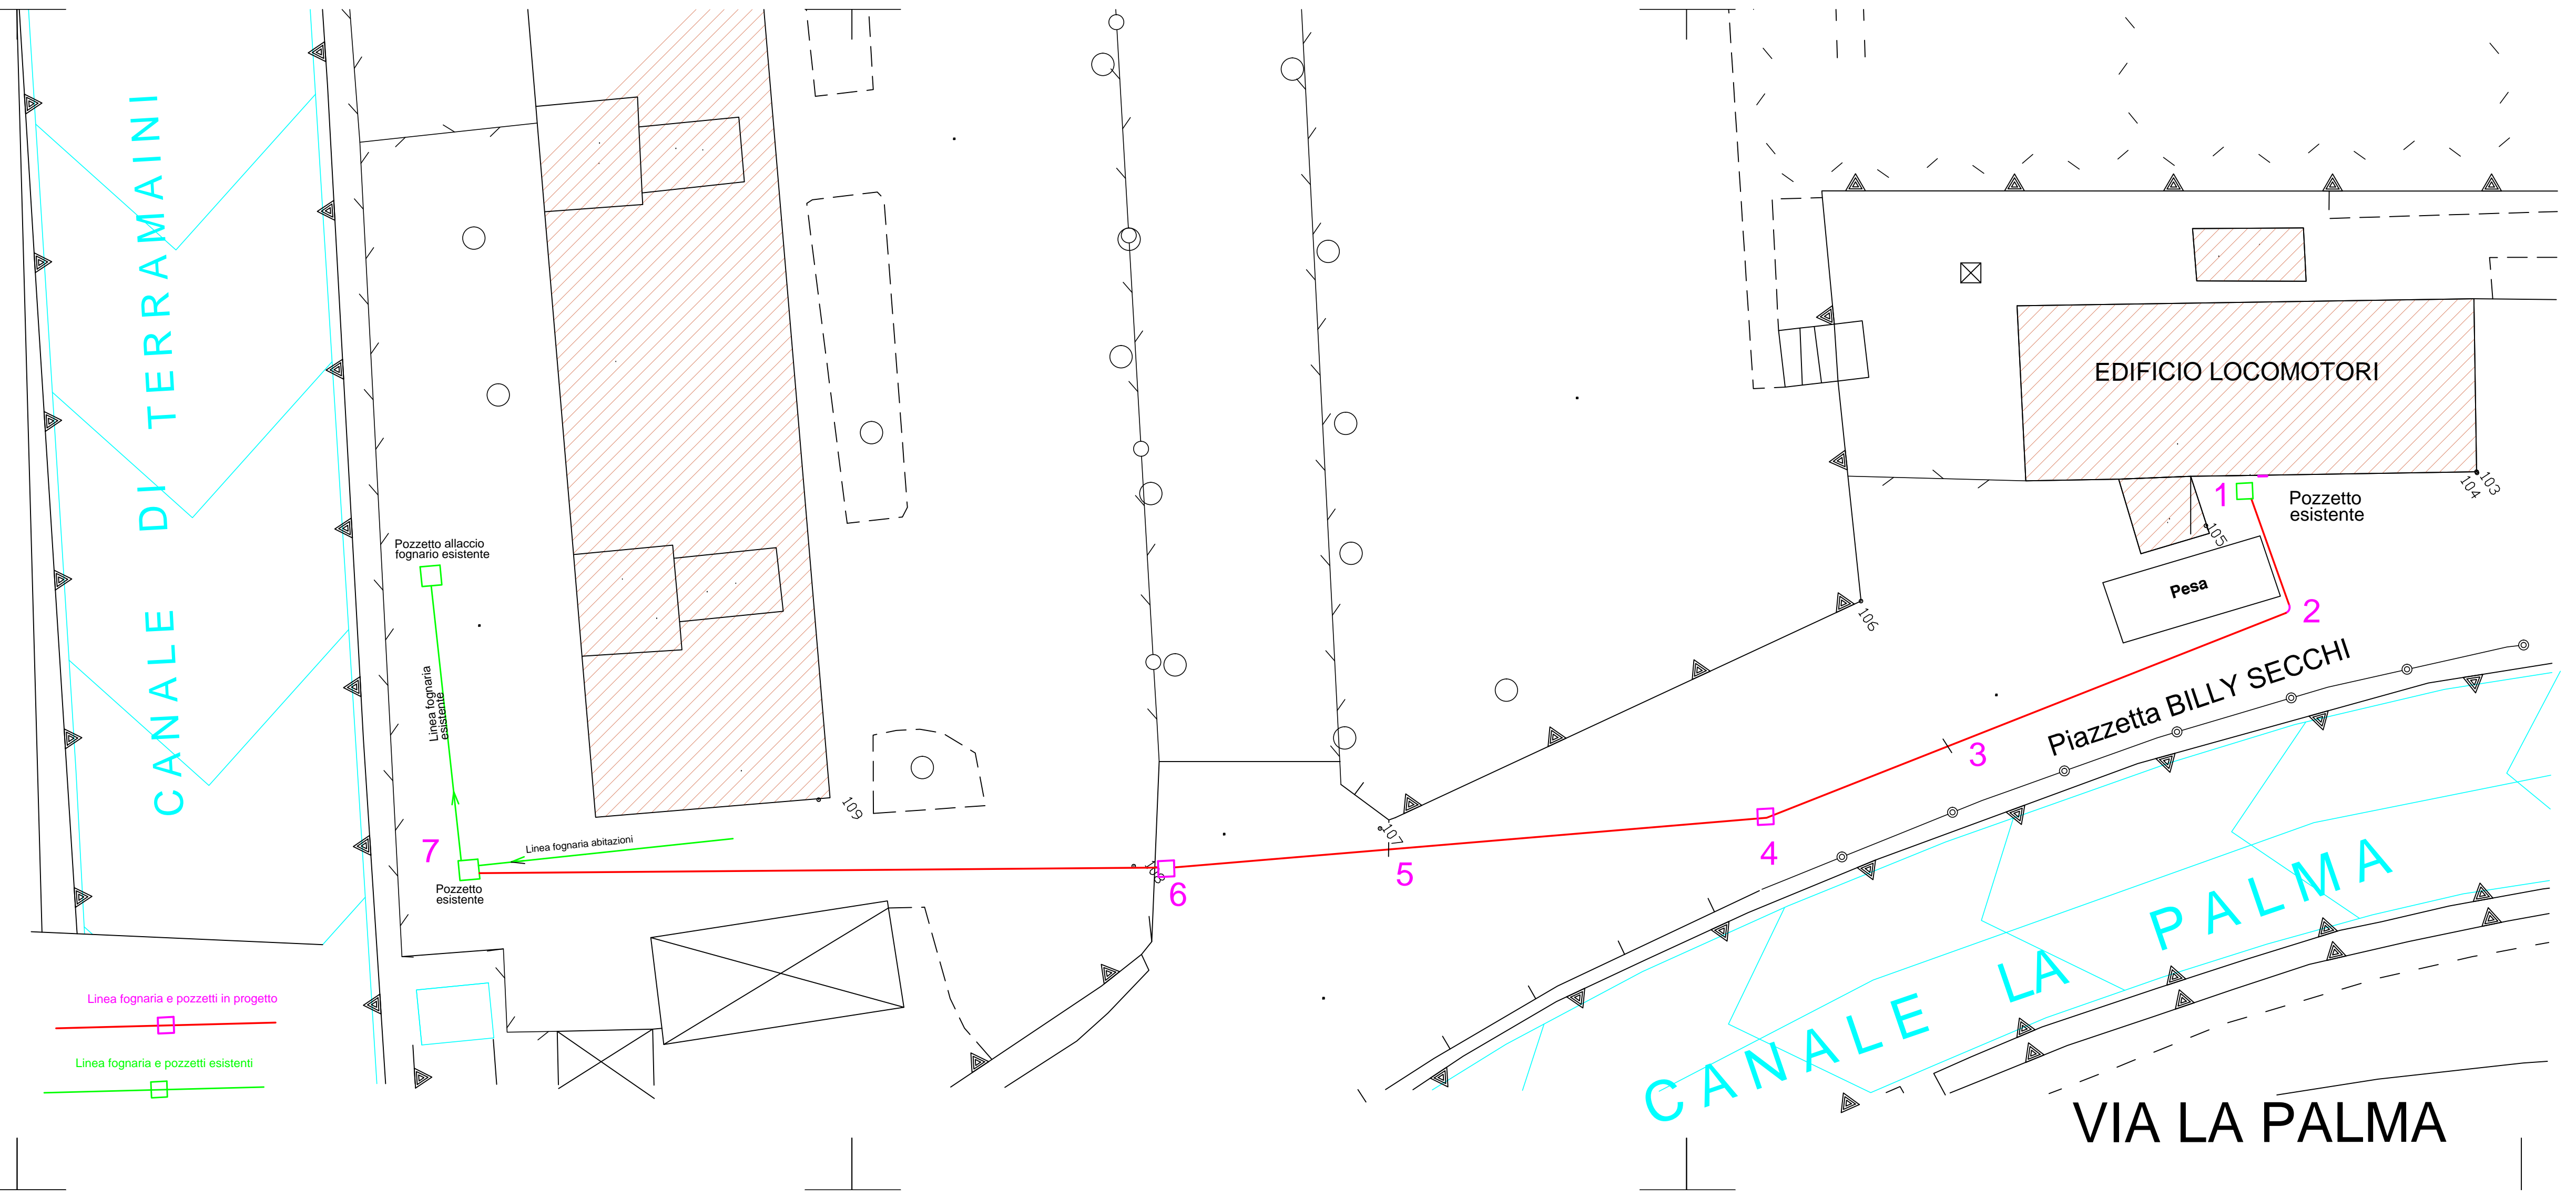 CANALE DI TERRAMAINI
EDIFICIO LOCOMOTORI
103
104
1
Pozzetto
esistente
105
Pesa
2
106
Pozzetto allaccio
fognario esistente
Linea fognaria
esistente
Piazzetta BILLY SECCHI
3
109
107
7
Linea fognaria abitazioni
4
5
6
Pozzetto
esistente
CANALE LA PALMA
Linea fognaria e pozzetti in progetto
Linea fognaria e pozzetti esistenti
VIA LA PALMA